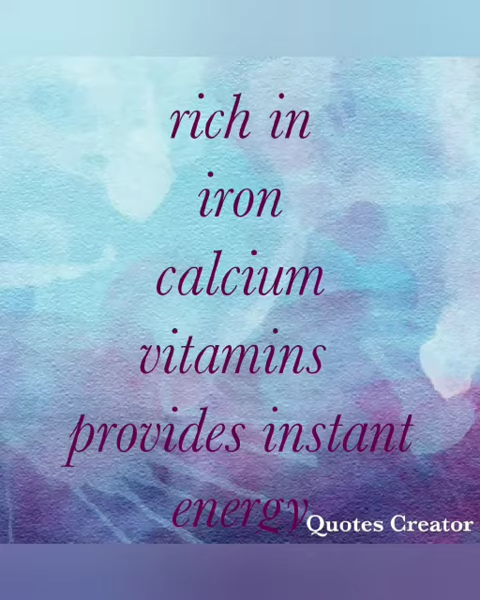 rich in
iron
calcium
vitamins
provides instant
energy
Quotes Creator